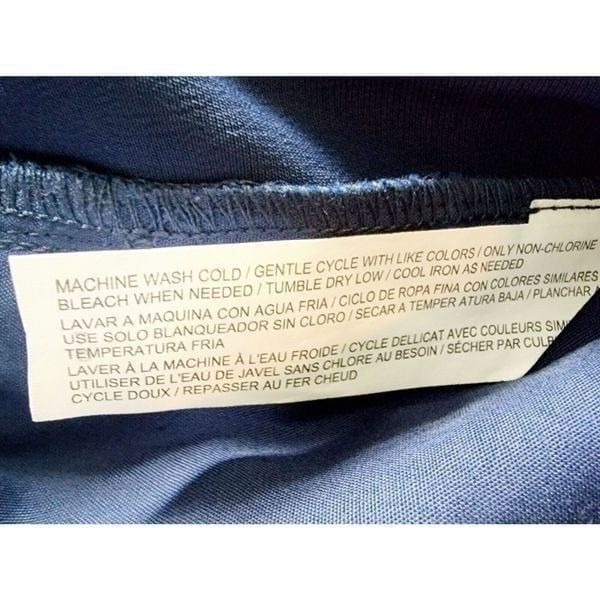 MACHINE WASH COLD / GENTLE CYCLE WITH LIKE COLORS / ONLY NON-CHLORINE
BLEACH WHEN NEEDED / TUMBLE DRY LOW / COOL IRON AS NEEDED
LAVAR A MAQUINA CON AGUA FRIA / CICLO DE ROPA FINA CON COLORES SIMILARES
USE SOLO BLANQUEADOR SIN CLORO / SECAR A TEMPER ATURA BAJA / PLANCHAR
TEMPERATURA FRIA
LAVER À LA MACHINE À L'EAU FROIDE / CYCLE DELLICAT AVEC COULEURS
UTILISER DE L'EAU DE JAVEL SANS CHLORE AU BESOIN / SÉCHER PAR
CYCLE DOUX / REPASSER AU FER CHEUD